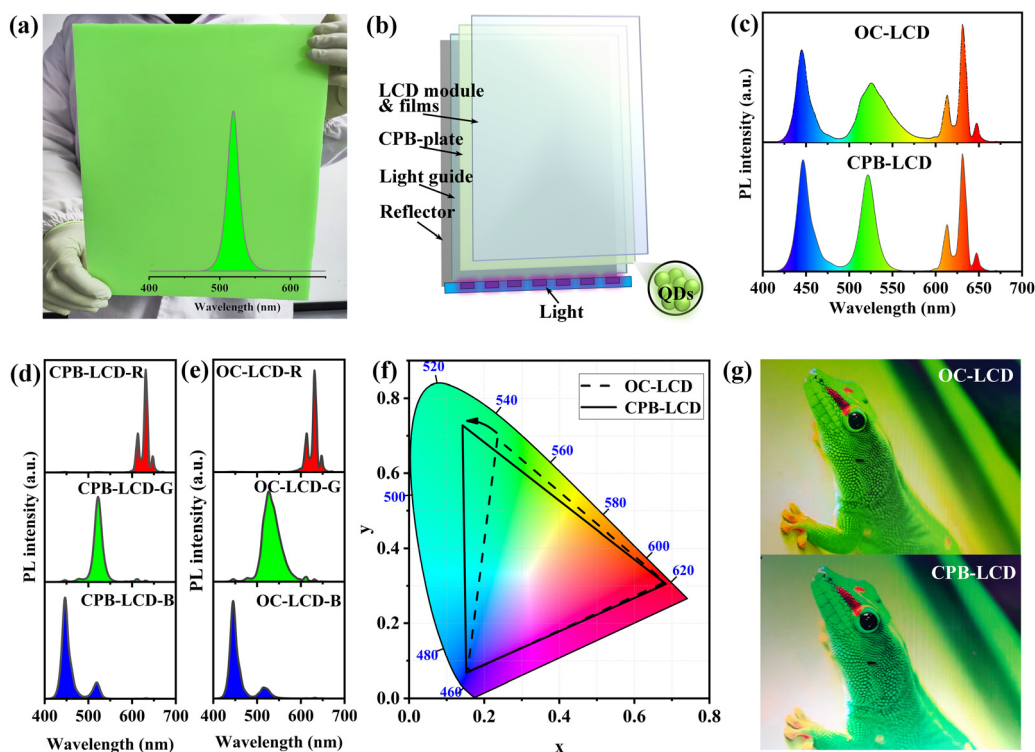 (a)
400
500
600
Wavelength (nm)
(b)
LCD module
& films
CPB-plate
Light guide
Reflector
QDs
Light
(c)
OC-LCD
CPB-LCD
PL intensity (a.u.)
400 450 500 550 600 650 700
Wavelength (nm)
(d)
CPB-LCD-R
CPB-LCD-G
CPB-LCD-B
PL intensity (a.u.)
400 500 600 700
Wavelength (nm)
(e)
OC-LCD-R
OC-LCD-G
OC-LCD-B
PL intensity (a.u.)
400 500 600 700
Wavelength (nm)
(f)
OC-LCD
CPB-LCD
520
540
560
580
600
620
500
480
460
0.8
0.6
0.4
0.2
0.0
y
0.0 0.2 0.4 0.6 0.8
x
(g)
OC-LCD
CPB-LCD